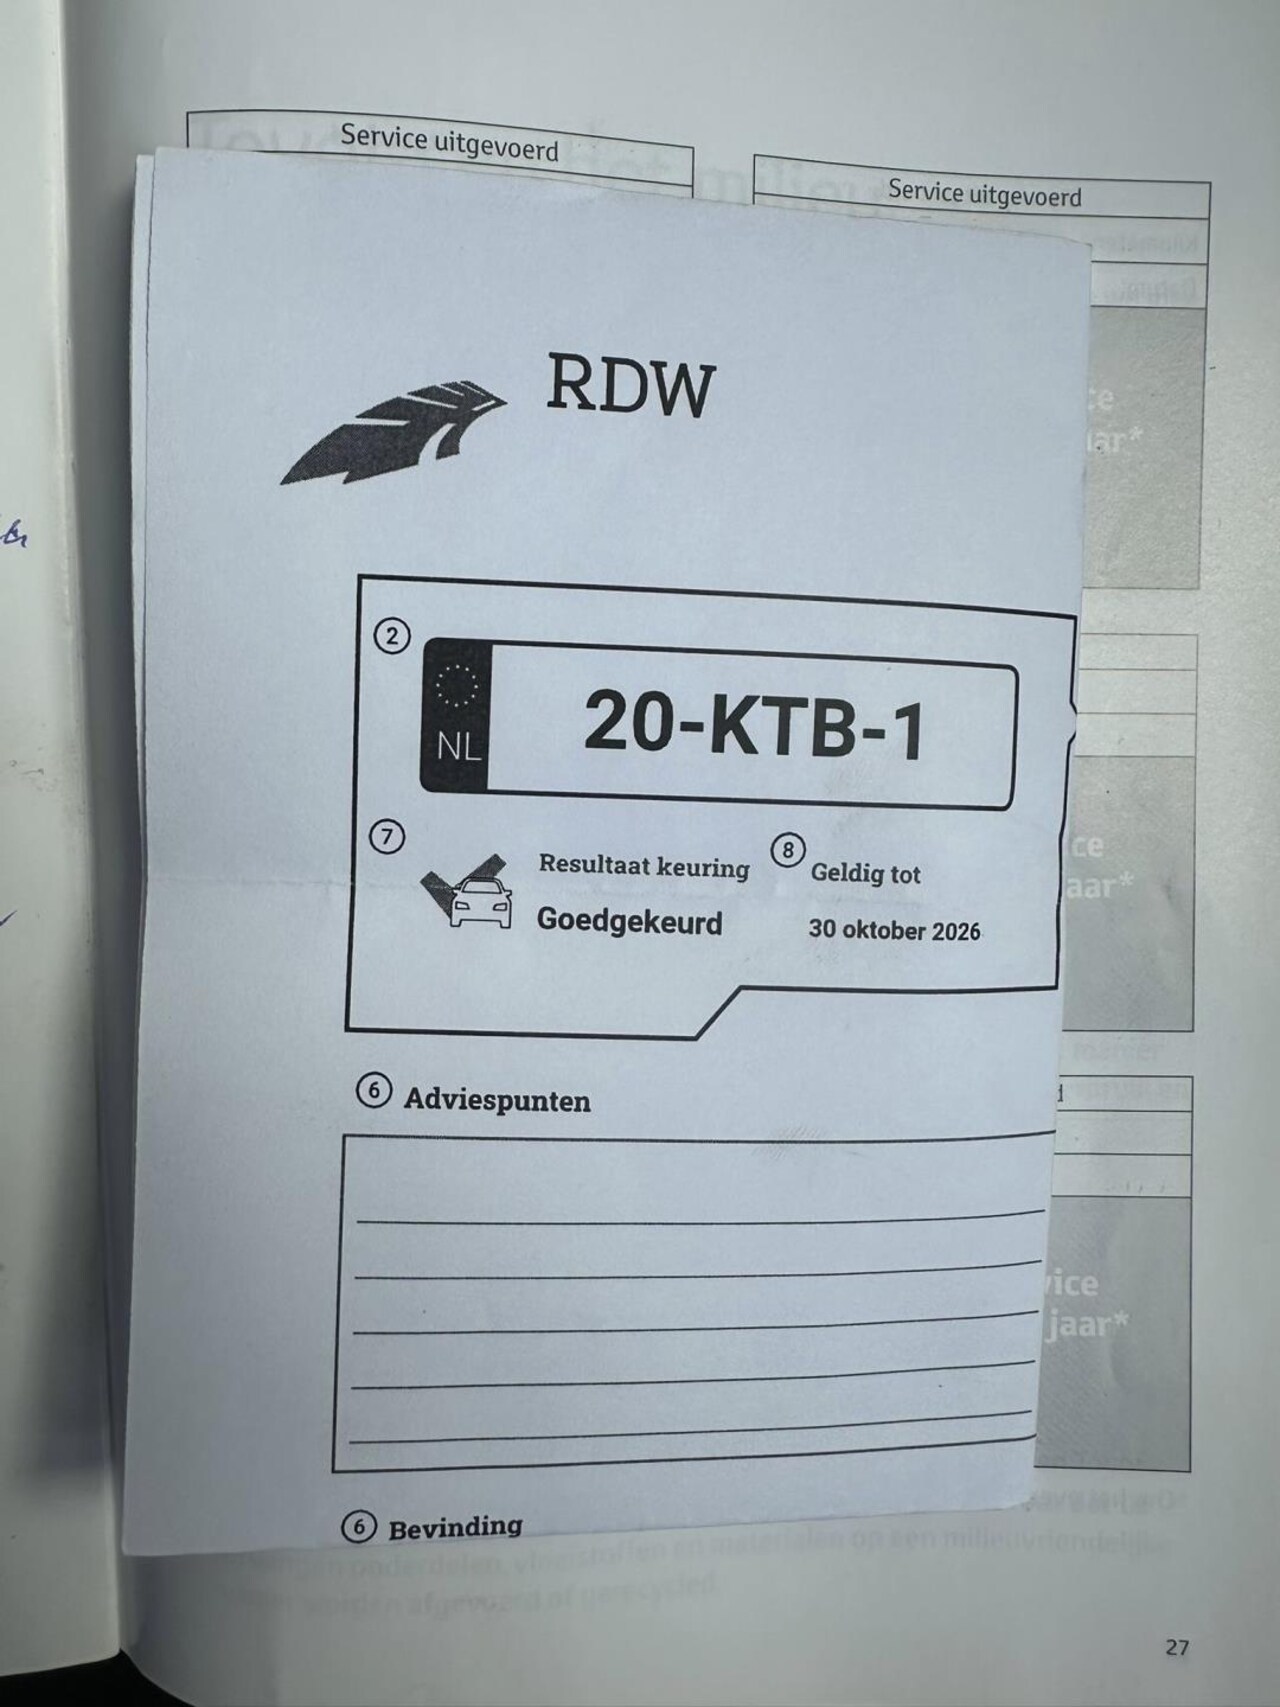 Service uitgevoerd
Service uitgevoerd
RDW
2
NL
20-KTB-1
7
Resultaat keuring
8
Geldig tot
Goedgekeurd
30 oktober 2026
6 Adviespunten
jaar*
6 Bevinding
27